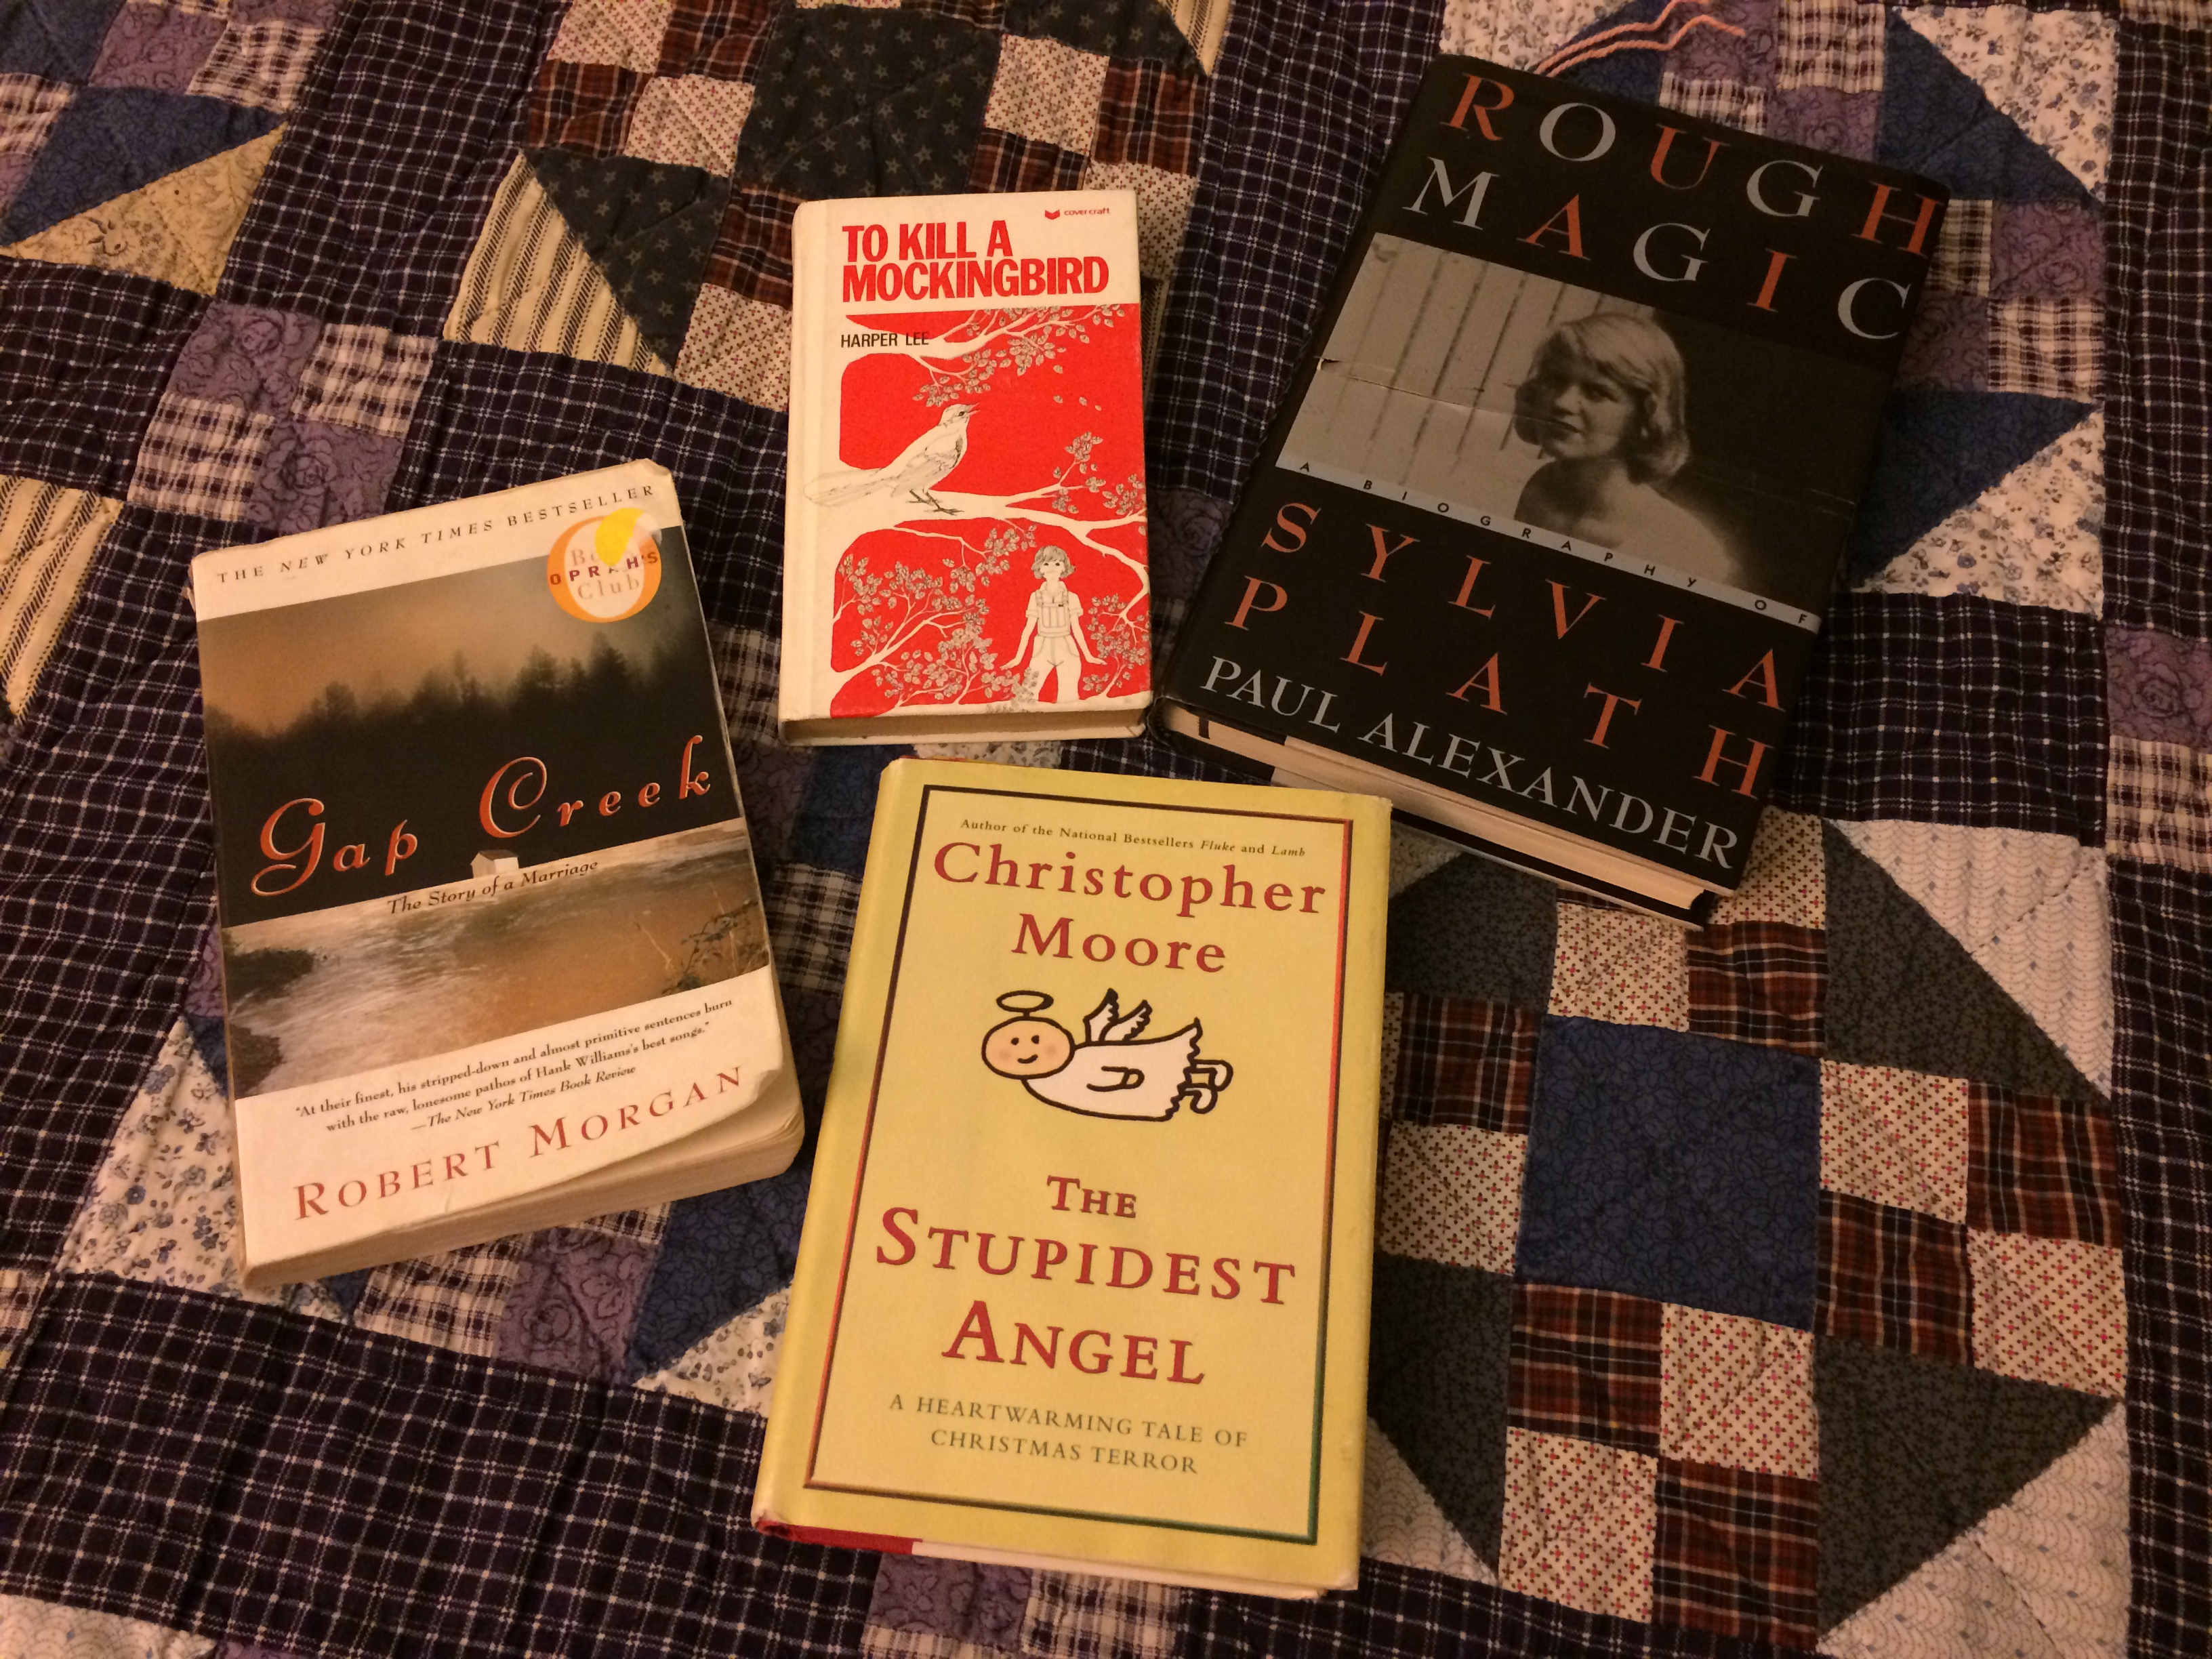 THE NEW YORK TIMES BESTSELLER
Book
OPRAH'S
Club
Gap Creek
The Story of a Marriage
"At their finest, his stripped-down and almost primitive sentences burn
with the raw, lonesome pathos of Hank Williams's best songs."
—The New York Times Book Review
ROBERT MORGAN
covercraft
TO KILL A
MOCKINGBIRD
HARPER LEE
ROUGH
MAGIC
A BIOGRAPHY OF
SYLVIA
PLATH
PAUL ALEXANDER
Author of the National Bestsellers Fluke and Lamb
Christopher
Moore
THE
STUPIDEST
ANGEL
A HEARTWARMING TALE OF
CHRISTMAS TERROR